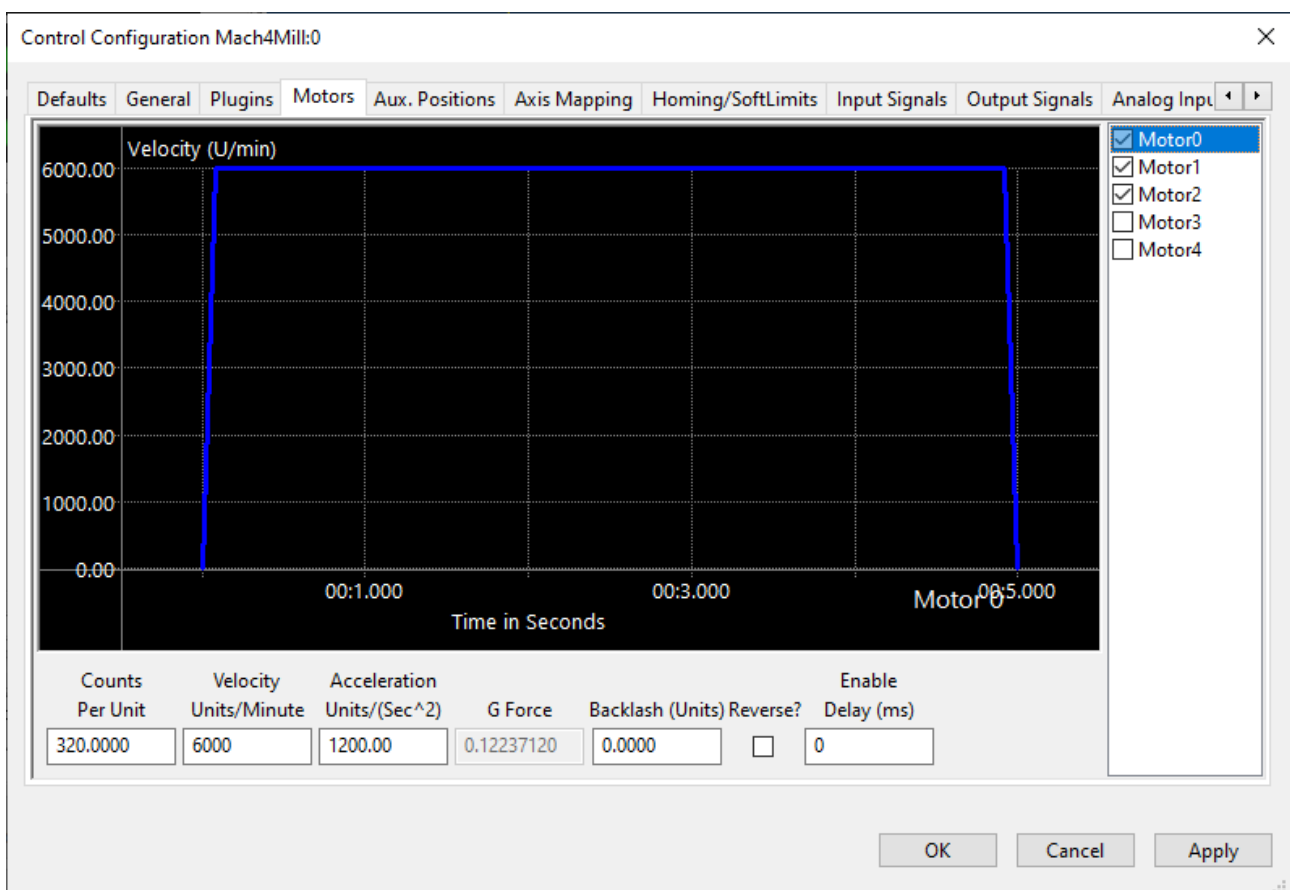 Control Configuration Mach4Mill:0
Defaults General Plugins Motors Aux. Positions Axis Mapping Homing/SoftLimits Input Signals Output Signals Analog Inpu
Velocity (U/min)
6000.00
5000.00
4000.00
3000.00
2000.00
1000.00
0.00
00:1.000 00:3.000 00:5.000
Motor 0
Time in Seconds
Motor0
Motor1
Motor2
Motor3
Motor4
Counts Velocity Acceleration Enable
Per Unit Units/Minute Units/(Sec^2) G Force Backlash (Units) Reverse? Delay (ms)
320.0000 6000 1200.00 0.12237120 0.0000 0
OK Cancel Apply